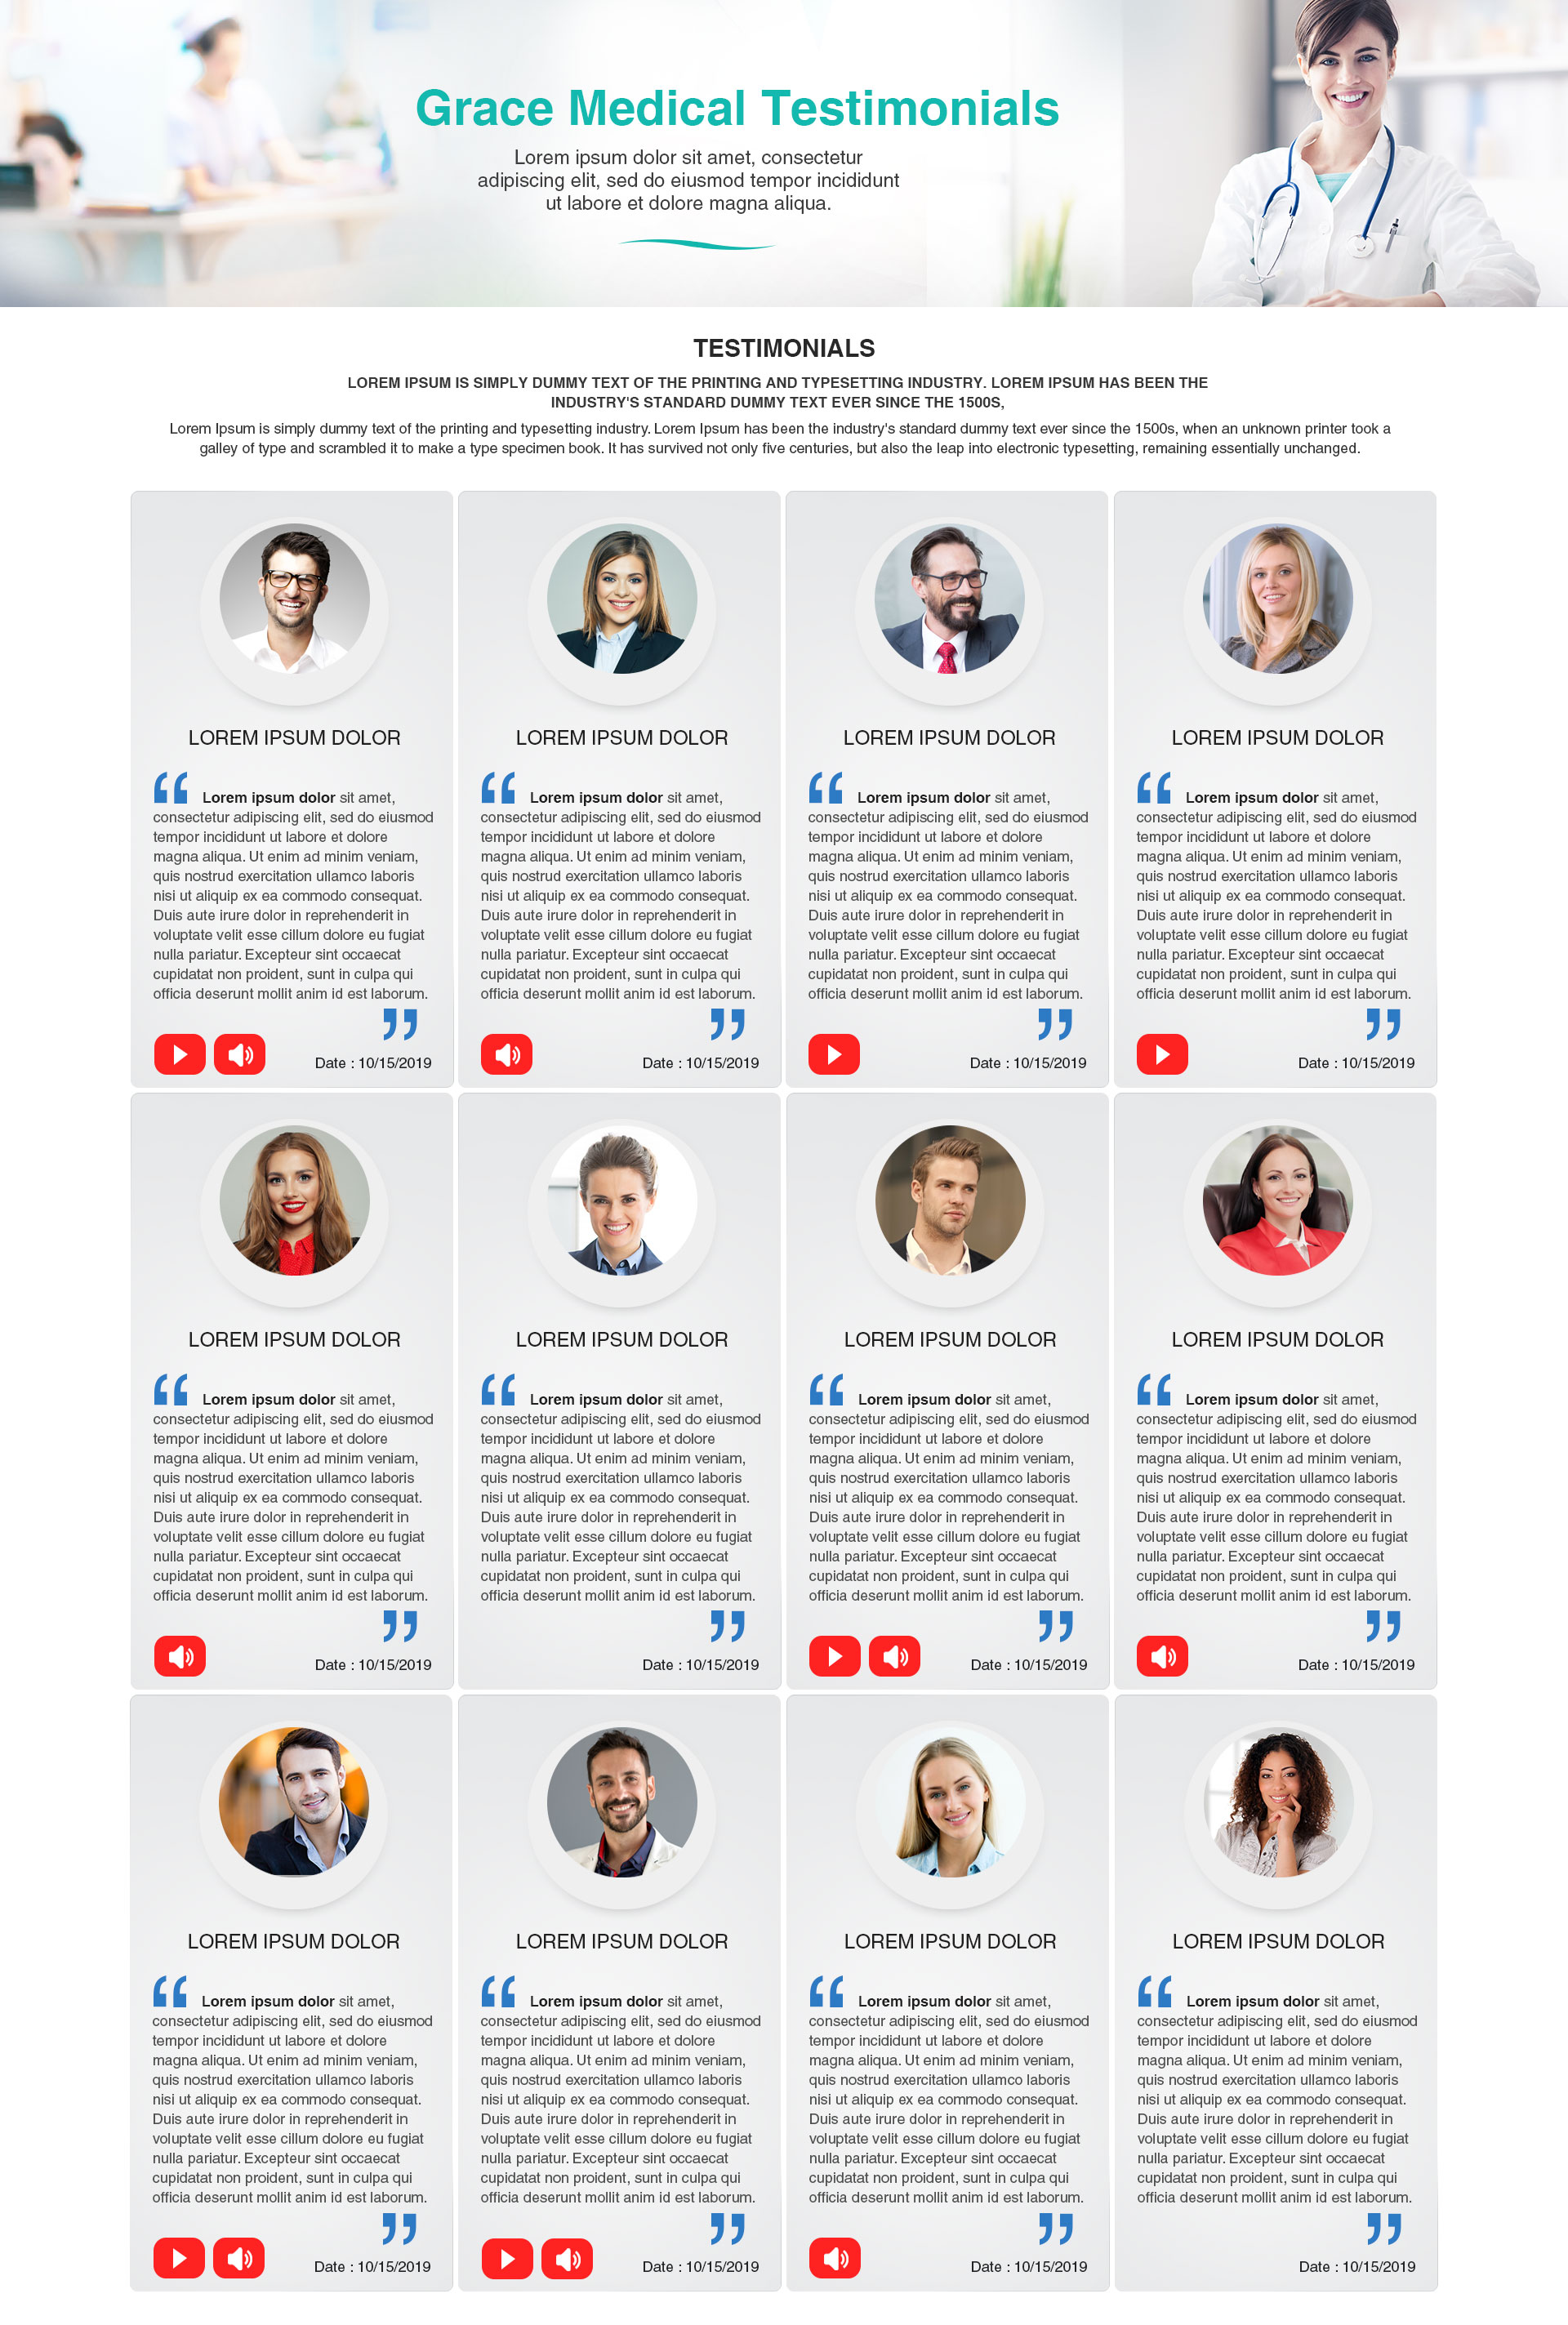 Grace Medical Testimonials
Lorem ipsum dolor sit amet, consectetur
adipiscing elit, sed do eiusmod tempor incididunt
ut labore et dolore magna aliqua.
TESTIMONIALS
LOREM IPSUM IS SIMPLY DUMMY TEXT OF THE PRINTING AND TYPESETTING INDUSTRY. LOREM IPSUM HAS BEEN THE
INDUSTRY'S STANDARD DUMMY TEXT EVER SINCE THE 1500S,
Lorem Ipsum is simply dummy text of the printing and typesetting industry. Lorem Ipsum has been the industry's standard dummy text ever since the 1500s, when an unknown printer took a
galley of type and scrambled it to make a type specimen book. It has survived not only five centuries, but also the leap into electronic typesetting, remaining essentially unchanged.
LOREM IPSUM DOLOR
“ Lorem ipsum dolor sit amet,
consectetur adipiscing elit, sed do eiusmod
tempor incididunt ut labore et dolore
magna aliqua. Ut enim ad minim veniam,
quis nostrud exercitation ullamco laboris
nisi ut aliquip ex ea commodo consequat.
Duis aute irure dolor in reprehenderit in
voluptate velit esse cillum dolore eu fugiat
nulla pariatur. Excepteur sint occaecat
cupidatat non proident, sunt in culpa qui
officia deserunt mollit anim id est laborum.
”
Date : 10/15/2019
LOREM IPSUM DOLOR
“ Lorem ipsum dolor sit amet,
consectetur adipiscing elit, sed do eiusmod
tempor incididunt ut labore et dolore
magna aliqua. Ut enim ad minim veniam,
quis nostrud exercitation ullamco laboris
nisi ut aliquip ex ea commodo consequat.
Duis aute irure dolor in reprehenderit in
voluptate velit esse cillum dolore eu fugiat
nulla pariatur. Excepteur sint occaecat
cupidatat non proident, sunt in culpa qui
officia deserunt mollit anim id est laborum.
”
Date : 10/15/2019
LOREM IPSUM DOLOR
“ Lorem ipsum dolor sit amet,
consectetur adipiscing elit, sed do eiusmod
tempor incididunt ut labore et dolore
magna aliqua. Ut enim ad minim veniam,
quis nostrud exercitation ullamco laboris
nisi ut aliquip ex ea commodo consequat.
Duis aute irure dolor in reprehenderit in
voluptate velit esse cillum dolore eu fugiat
nulla pariatur. Excepteur sint occaecat
cupidatat non proident, sunt in culpa qui
officia deserunt mollit anim id est laborum.
”
Date : 10/15/2019
LOREM IPSUM DOLOR
“ Lorem ipsum dolor sit amet,
consectetur adipiscing elit, sed do eiusmod
tempor incididunt ut labore et dolore
magna aliqua. Ut enim ad minim veniam,
quis nostrud exercitation ullamco laboris
nisi ut aliquip ex ea commodo consequat.
Duis aute irure dolor in reprehenderit in
voluptate velit esse cillum dolore eu fugiat
nulla pariatur. Excepteur sint occaecat
cupidatat non proident, sunt in culpa qui
officia deserunt mollit anim id est laborum.
”
Date : 10/15/2019
LOREM IPSUM DOLOR
“ Lorem ipsum dolor sit amet,
consectetur adipiscing elit, sed do eiusmod
tempor incididunt ut labore et dolore
magna aliqua. Ut enim ad minim veniam,
quis nostrud exercitation ullamco laboris
nisi ut aliquip ex ea commodo consequat.
Duis aute irure dolor in reprehenderit in
voluptate velit esse cillum dolore eu fugiat
nulla pariatur. Excepteur sint occaecat
cupidatat non proident, sunt in culpa qui
officia deserunt mollit anim id est laborum.
”
Date : 10/15/2019
LOREM IPSUM DOLOR
“ Lorem ipsum dolor sit amet,
consectetur adipiscing elit, sed do eiusmod
tempor incididunt ut labore et dolore
magna aliqua. Ut enim ad minim veniam,
quis nostrud exercitation ullamco laboris
nisi ut aliquip ex ea commodo consequat.
Duis aute irure dolor in reprehenderit in
voluptate velit esse cillum dolore eu fugiat
nulla pariatur. Excepteur sint occaecat
cupidatat non proident, sunt in culpa qui
officia deserunt mollit anim id est laborum.
”
Date : 10/15/2019
LOREM IPSUM DOLOR
“ Lorem ipsum dolor sit amet,
consectetur adipiscing elit, sed do eiusmod
tempor incididunt ut labore et dolore
magna aliqua. Ut enim ad minim veniam,
quis nostrud exercitation ullamco laboris
nisi ut aliquip ex ea commodo consequat.
Duis aute irure dolor in reprehenderit in
voluptate velit esse cillum dolore eu fugiat
nulla pariatur. Excepteur sint occaecat
cupidatat non proident, sunt in culpa qui
officia deserunt mollit anim id est laborum.
”
Date : 10/15/2019
LOREM IPSUM DOLOR
“ Lorem ipsum dolor sit amet,
consectetur adipiscing elit, sed do eiusmod
tempor incididunt ut labore et dolore
magna aliqua. Ut enim ad minim veniam,
quis nostrud exercitation ullamco laboris
nisi ut aliquip ex ea commodo consequat.
Duis aute irure dolor in reprehenderit in
voluptate velit esse cillum dolore eu fugiat
nulla pariatur. Excepteur sint occaecat
cupidatat non proident, sunt in culpa qui
officia deserunt mollit anim id est laborum.
”
Date : 10/15/2019
LOREM IPSUM DOLOR
“ Lorem ipsum dolor sit amet,
consectetur adipiscing elit, sed do eiusmod
tempor incididunt ut labore et dolore
magna aliqua. Ut enim ad minim veniam,
quis nostrud exercitation ullamco laboris
nisi ut aliquip ex ea commodo consequat.
Duis aute irure dolor in reprehenderit in
voluptate velit esse cillum dolore eu fugiat
nulla pariatur. Excepteur sint occaecat
cupidatat non proident, sunt in culpa qui
officia deserunt mollit anim id est laborum.
”
Date : 10/15/2019
LOREM IPSUM DOLOR
“ Lorem ipsum dolor sit amet,
consectetur adipiscing elit, sed do eiusmod
tempor incididunt ut labore et dolore
magna aliqua. Ut enim ad minim veniam,
quis nostrud exercitation ullamco laboris
nisi ut aliquip ex ea commodo consequat.
Duis aute irure dolor in reprehenderit in
voluptate velit esse cillum dolore eu fugiat
nulla pariatur. Excepteur sint occaecat
cupidatat non proident, sunt in culpa qui
officia deserunt mollit anim id est laborum.
”
Date : 10/15/2019
LOREM IPSUM DOLOR
“ Lorem ipsum dolor sit amet,
consectetur adipiscing elit, sed do eiusmod
tempor incididunt ut labore et dolore
magna aliqua. Ut enim ad minim veniam,
quis nostrud exercitation ullamco laboris
nisi ut aliquip ex ea commodo consequat.
Duis aute irure dolor in reprehenderit in
voluptate velit esse cillum dolore eu fugiat
nulla pariatur. Excepteur sint occaecat
cupidatat non proident, sunt in culpa qui
officia deserunt mollit anim id est laborum.
”
Date : 10/15/2019
LOREM IPSUM DOLOR
“ Lorem ipsum dolor sit amet,
consectetur adipiscing elit, sed do eiusmod
tempor incididunt ut labore et dolore
magna aliqua. Ut enim ad minim veniam,
quis nostrud exercitation ullamco laboris
nisi ut aliquip ex ea commodo consequat.
Duis aute irure dolor in reprehenderit in
voluptate velit esse cillum dolore eu fugiat
nulla pariatur. Excepteur sint occaecat
cupidatat non proident, sunt in culpa qui
officia deserunt mollit anim id est laborum.
”
Date : 10/15/2019